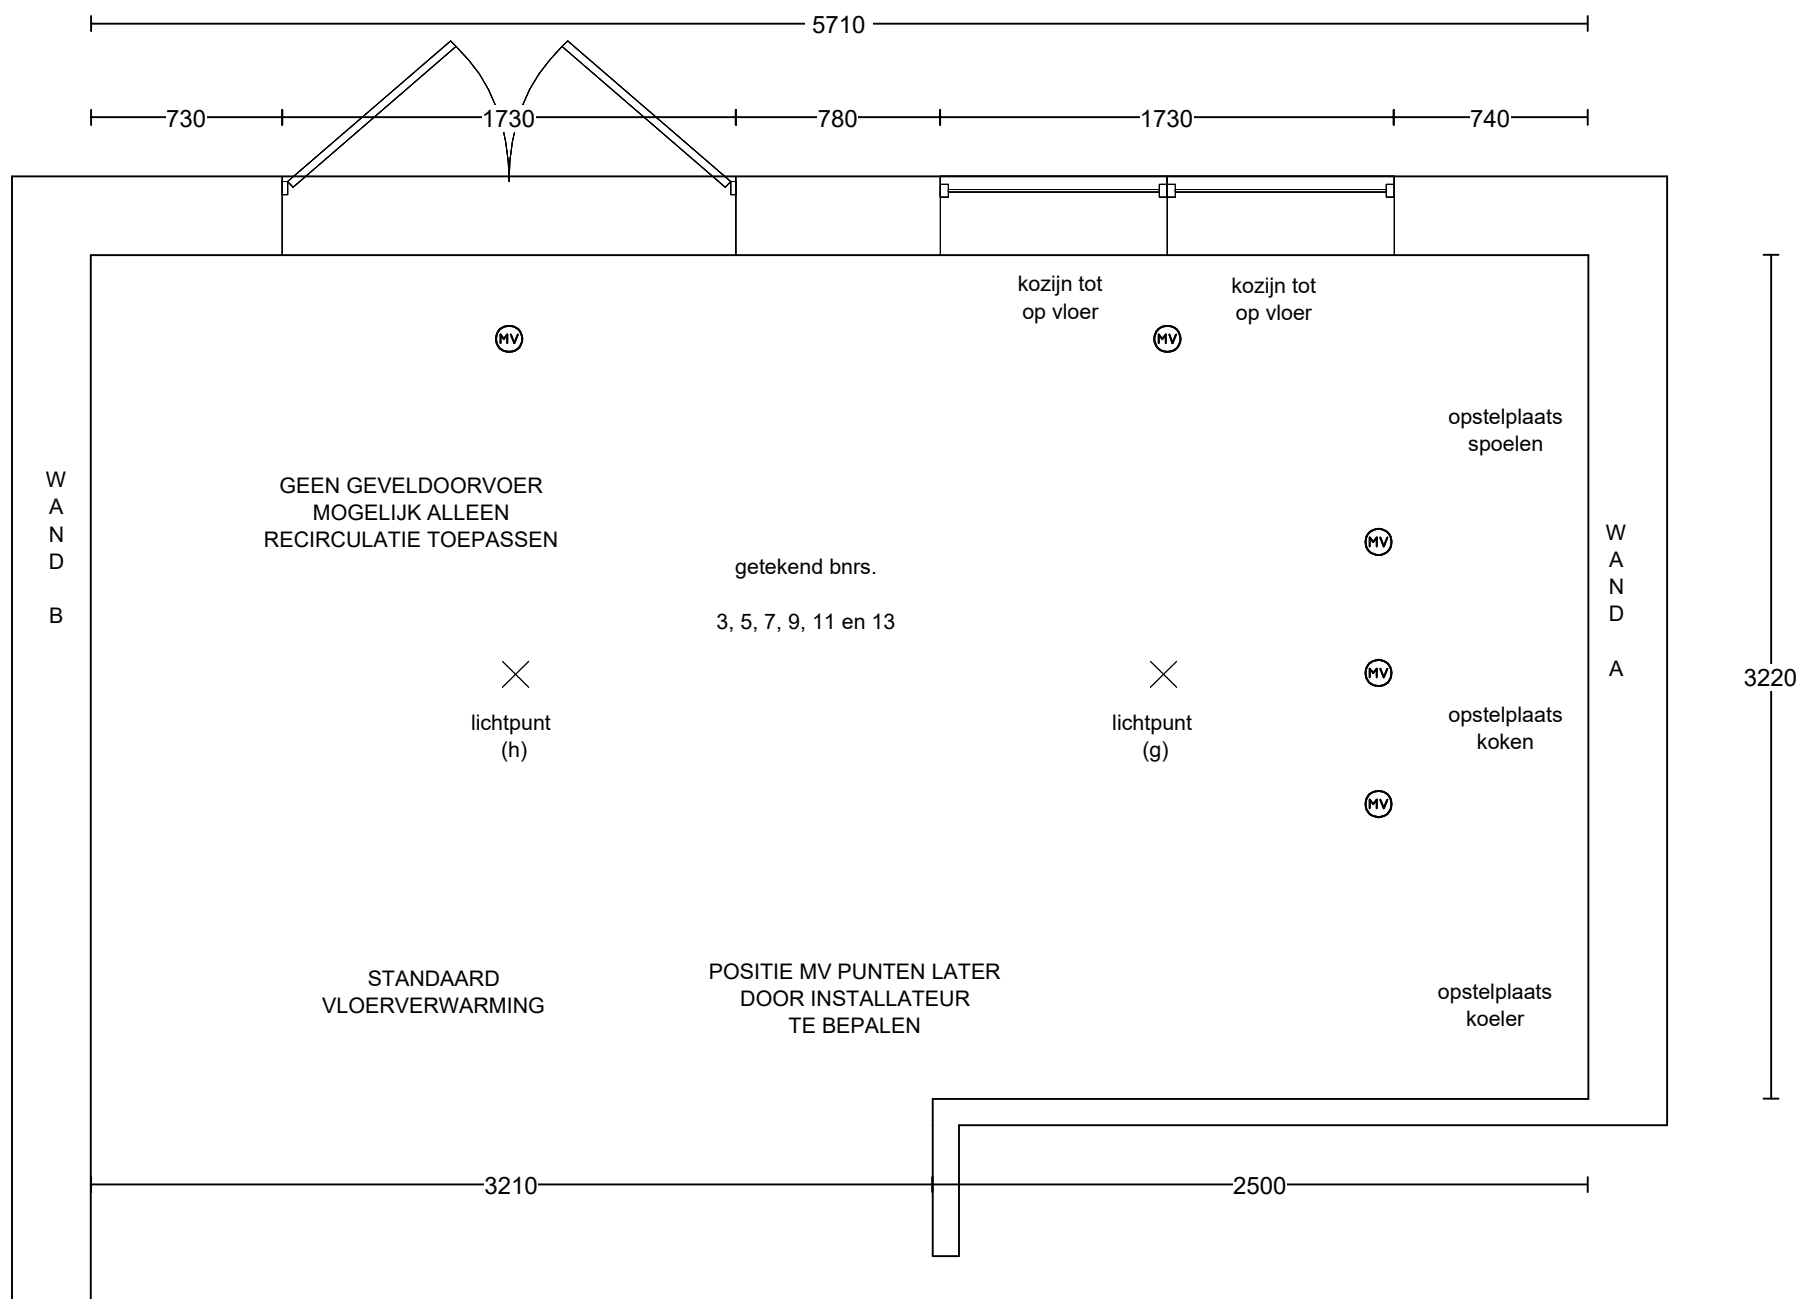 5710
730
1730
780
1730
740
kozijn tot
op vloer
kozijn tot
op vloer
MV
MV
opstelplaats
spoelen
WAND B
GEEN GEVELDOORVOER
MOGELIJK ALLEEN
RECIRCULATIE TOEPASSEN
MV
WAND A
getekend bnrs.
3, 5, 7, 9, 11 en 13
lichtpunt
(h)
lichtpunt
(g)
MV
3220
opstelplaats
koken
MV
STANDAARD
VLOERVERWARMING
POSITIE MV PUNTEN LATER
DOOR INSTALLATEUR
TE BEPALEN
opstelplaats
koeler
3210
2500